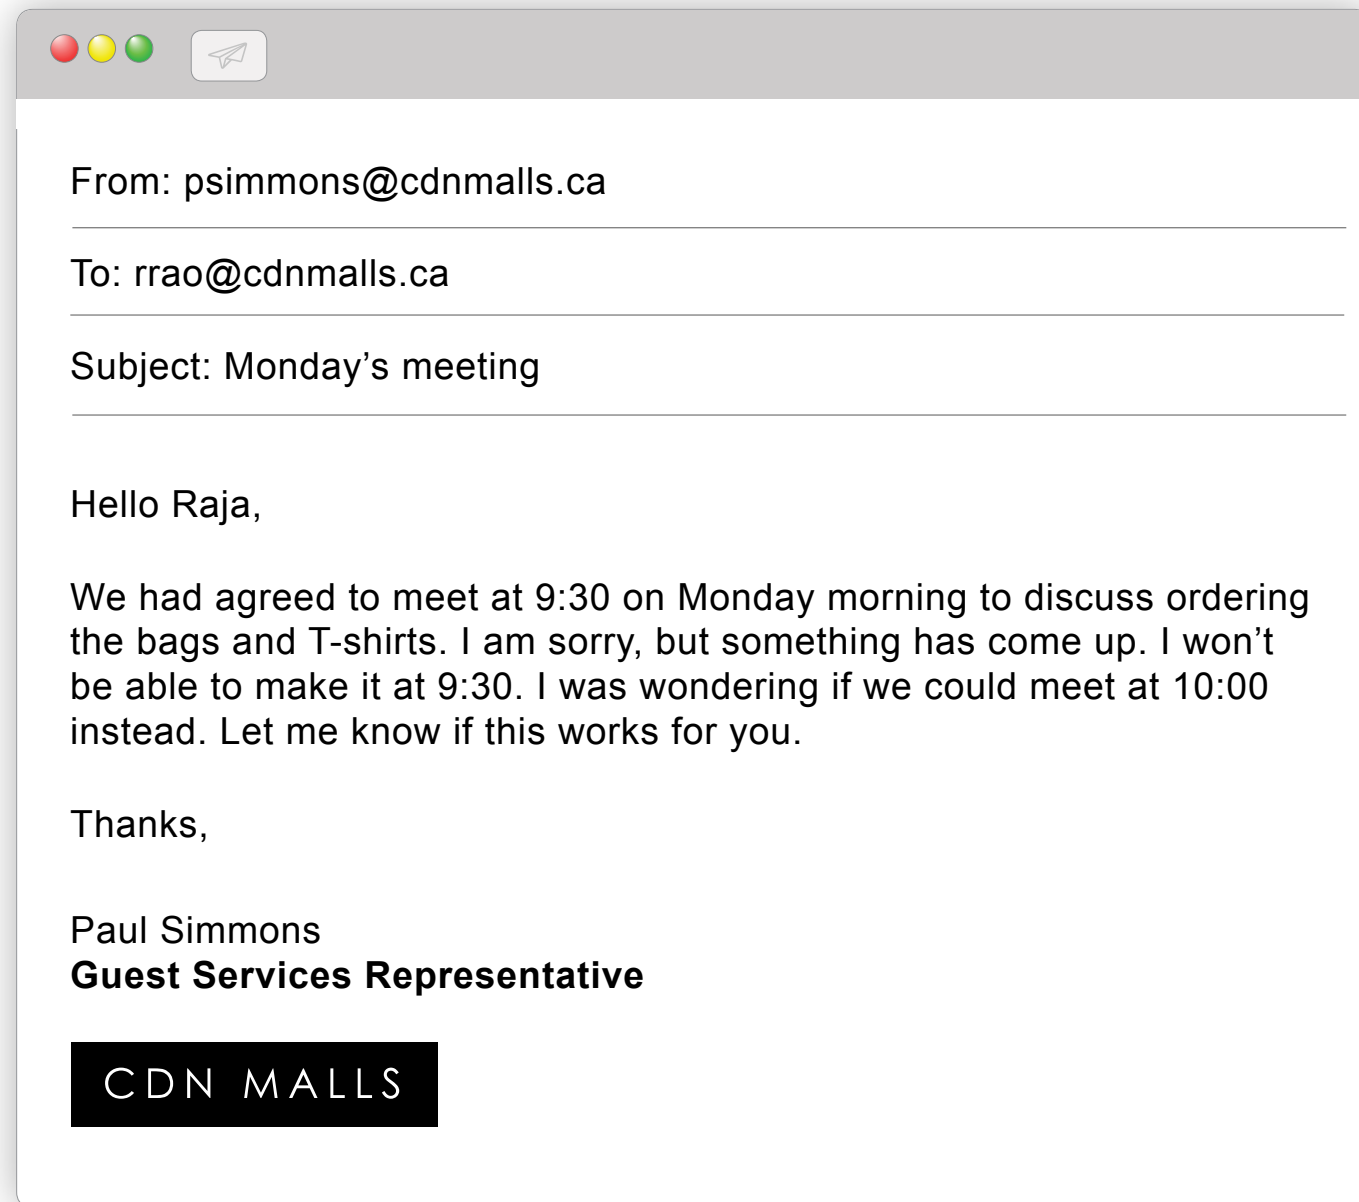 From: psimmons@cdnmalls.ca
To: rrao@cdnmalls.ca
Subject: Monday’s meeting
Hello Raja,
We had agreed to meet at 9:30 on Monday morning to discuss ordering
the bags and T-shirts. I am sorry, but something has come up. I won’t
be able to make it at 9:30. I was wondering if we could meet at 10:00
instead. Let me know if this works for you.
Thanks,
Paul Simmons
Guest Services Representative
CDN MALLS